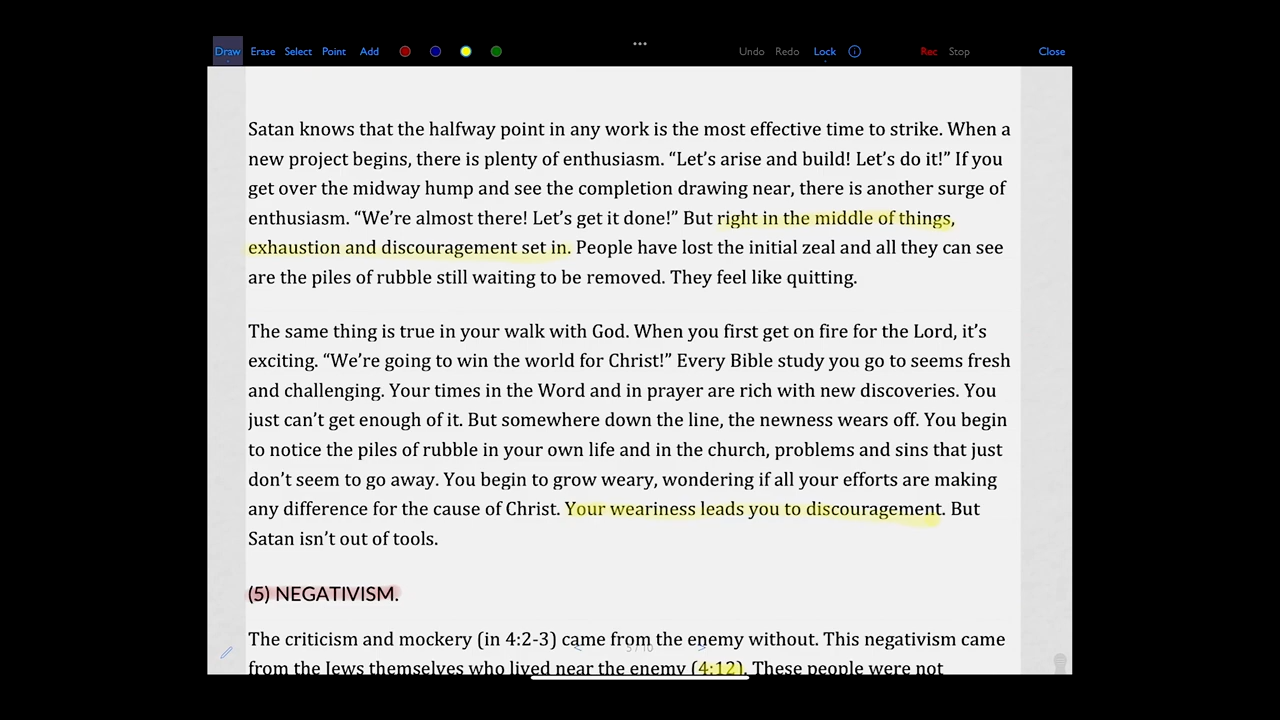 Draw Erase Select Point Add Undo Redo Lock Rec Stop Close
Satan knows that the halfway point in any work is the most effective time to strike. When a
new project begins, there is plenty of enthusiasm. “Let’s arise and build! Let’s do it!” If you
get over the midway hump and see the completion drawing near, there is another surge of
enthusiasm. “We’re almost there! Let’s get it done!” But right in the middle of things,
exhaustion and discouragement set in. People have lost the initial zeal and all they can see
are the piles of rubble still waiting to be removed. They feel like quitting.
The same thing is true in your walk with God. When you first get on fire for the Lord, it’s
exciting. “We’re going to win the world for Christ!” Every Bible study you go to seems fresh
and challenging. Your times in the Word and in prayer are rich with new discoveries. You
just can’t get enough of it. But somewhere down the line, the newness wears off. You begin
to notice the piles of rubble in your own life and in the church, problems and sins that just
don’t seem to go away. You begin to grow weary, wondering if all your efforts are making
any difference for the cause of Christ. Your weariness leads you to discouragement. But
Satan isn’t out of tools.
(5) NEGATIVISM.
The criticism and mockery (in 4:2-3) came from the enemy without. This negativism came
5 / 10
from the Jews themselves who lived near the enemy (4:12). These people were not